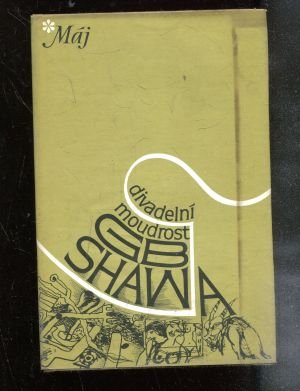 Máj
divadelní
moudrost
GB
SHAWA